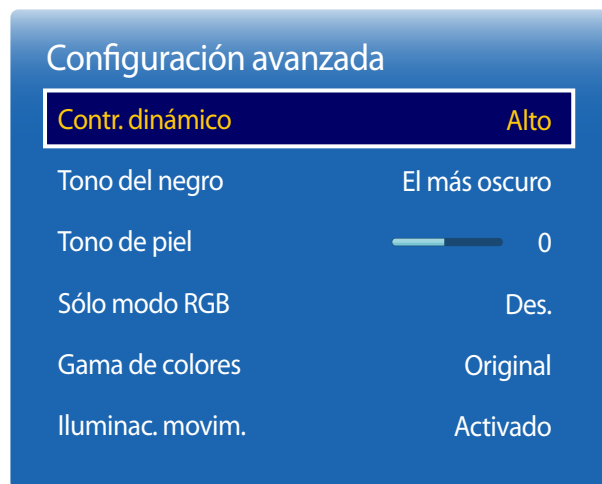 Configuración avanzada
Contr. dinámico Alto
Tono del negro El más oscuro
Tono de piel 0
Sólo modo RGB Des.
Gama de colores Original
Iluminac. movim. Activado